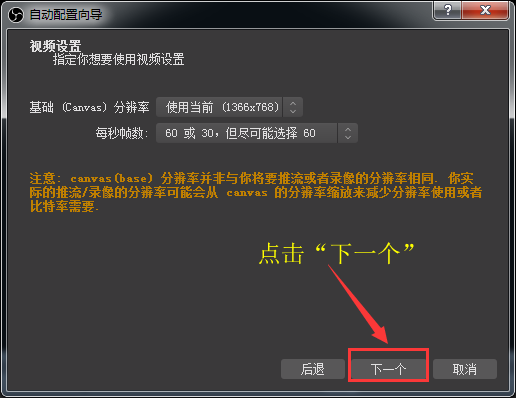 自动配置向导
视频设置
指定你想要使用视频设置
基础 (Canvas) 分辨率 使用当前 (1366x768)
每秒帧数: 60 或 30，但尽可能选择 60
注意: canvas(base) 分辨率并非与你将要推流或者录像的分辨率相同. 你实
际的推流/录像的分辨率可能会从 canvas 的分辨率缩放来减少分辨率使用或者
比特率需要.
点击“下一个”
后退 下一个 取消